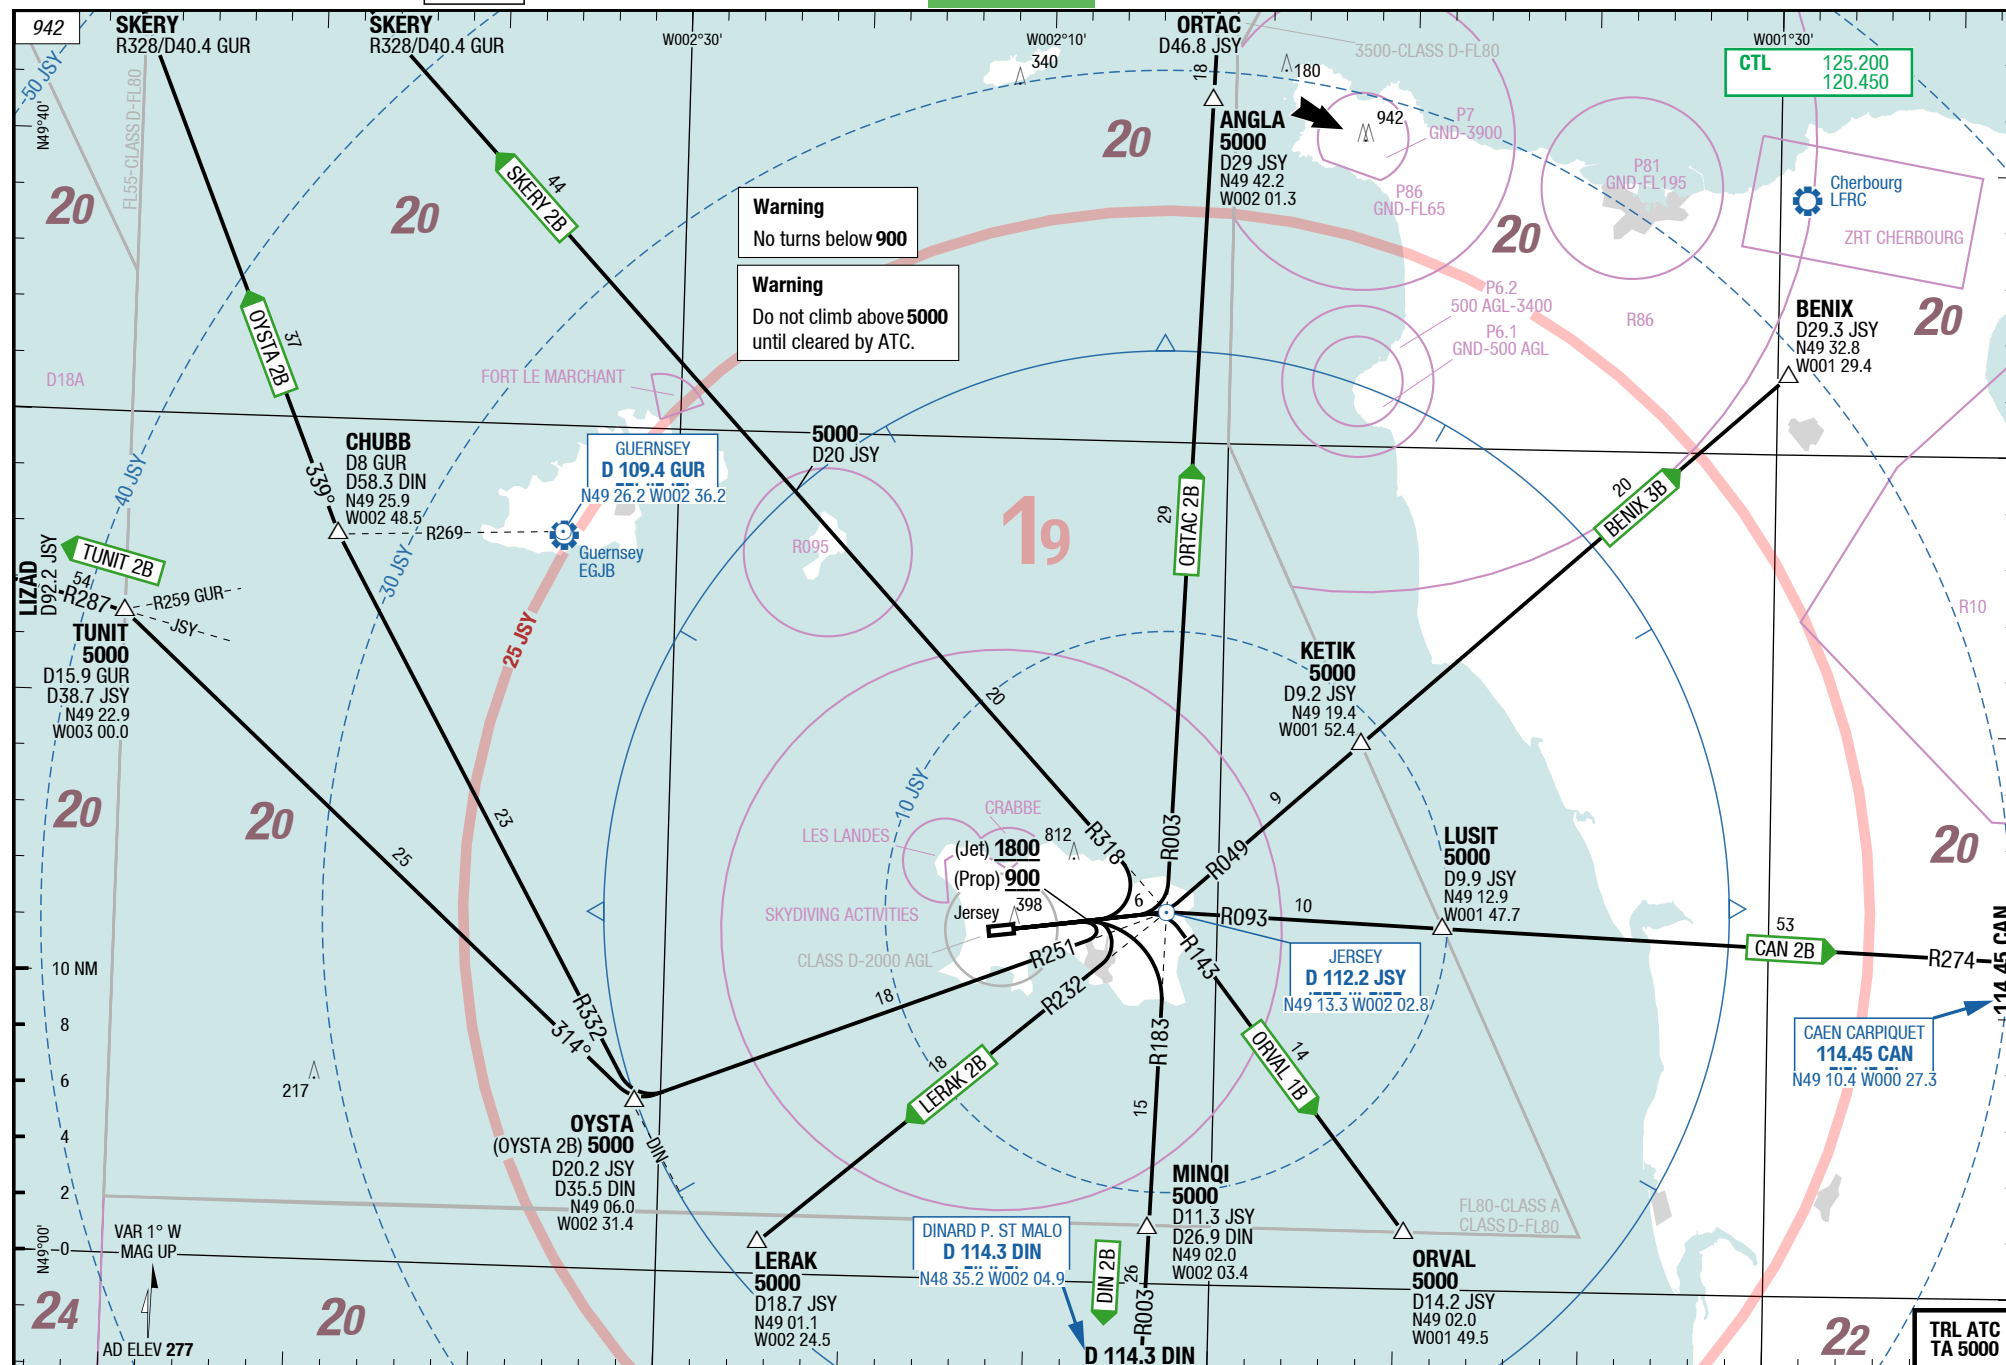 942
SKERY
R328/D40.4 GUR
SKERY
R328/D40.4 GUR
W002°30'
W002°10'
ORTAC
D46.8 JSY
W001°30'
CTL 125.200
120.450
340
180
942
3500-CLASS D-FL80
FL55-CLASS D-FL80
50 JSY
N49°40'
18
ANGLA
5000
D29 JSY
N49 42.2
W002 01.3
P7
GND-3900
P86
GND-FL65
P81
GND-FL195
Cherbourg
LFRC
ZRT CHERBOURG
20
20
20
20
20
SKERY 2B
44
Warning
No turns below 900
Warning
Do not climb above 5000
until cleared by ATC.
P6.2
500 AGL-3400
P6.1
GND-500 AGL
R86
BENIX
D29.3 JSY
N49 32.8
W001 29.4
OYSTA 2B
37
D18A
FORT LE MARCHANT
CHUBB
D8 GUR
D58.3 DIN
N49 25.9
W002 48.5
339°
R269
GUERNSEY
D 109.4 GUR
N49 26.2 W002 36.2
Guernsey
EGJB
5000
D20 JSY
R095
19
29
ORTAC 2B
20
BENIX 3B
40 JSY
30 JSY
25 JSY
LIZAD
D92.2 JSY
TUNIT 2B
54
R287
R259 GUR
JSY
TUNIT
5000
D15.9 GUR
D38.7 JSY
N49 22.9
W003 00.0
R10
KETIK
5000
D9.2 JSY
N49 19.4
W001 52.4
20
20
20
20
23
25
9
10 JSY
CRABBE
LES LANDES
(Jet) 1800
(Prop) 900
812
398
Jersey
6
SKYDIVING ACTIVITIES
CLASS D-2000 AGL
R318
R003
R049
R093
10
LUSIT
5000
D9.9 JSY
N49 12.9
W001 47.7
53
CAN 2B
R274
114.45 CAN
R251
R232
R183
R143
JERSEY
D 112.2 JSY
N49 13.3 W002 02.8
CAEN CARPIQUET
114.45 CAN
N49 10.4 W000 27.3
10 NM
8
6
4
2
0
N49°00'
18
R332
314°
217
18
LERAK 2B
15
14
ORVAL 1B
OYSTA
(OYSTA 2B) 5000
D20.2 JSY
D35.5 DIN
N49 06.0
W002 31.4
DIN
MINQI
5000
D11.3 JSY
D26.9 DIN
N49 02.0
W002 03.4
FL80-CLASS A
CLASS D-FL80
VAR 1° W
MAG UP
AD ELEV 277
24
20
LERAK
5000
D18.7 JSY
N49 01.1
W002 24.5
DINARD P. ST MALO
D 114.3 DIN
N48 35.2 W002 04.9
DIN 2B
26
R003
D 114.3 DIN
ORVAL
5000
D14.2 JSY
N49 02.0
W001 49.5
22
TRL ATC
TA 5000